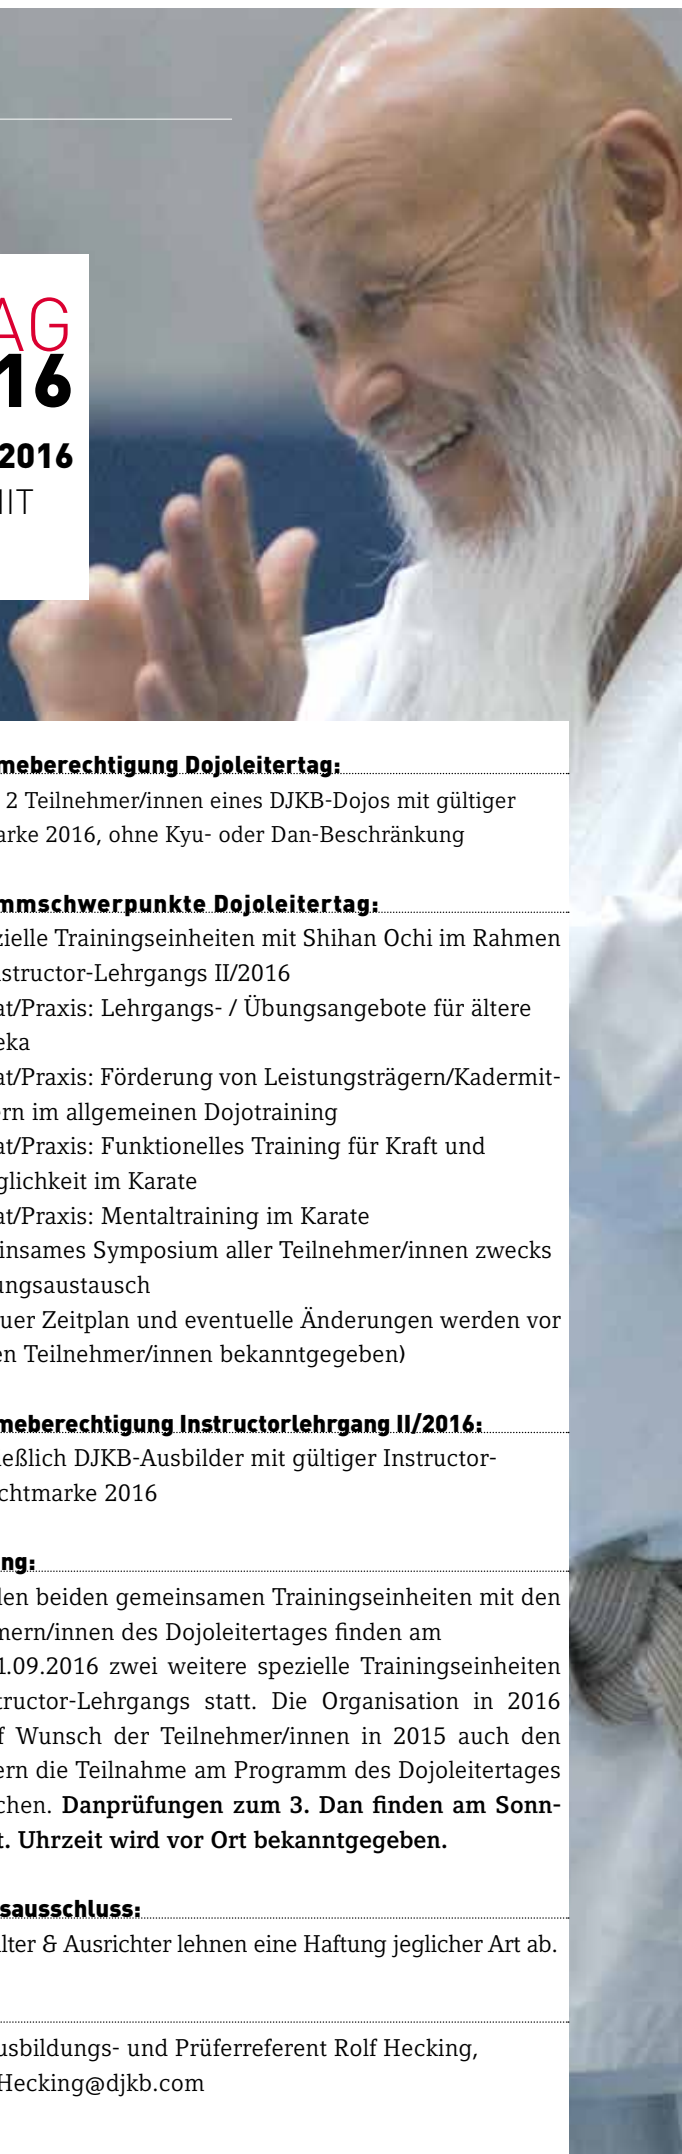 AG
16
2016
MIT
meberechtigung Dojoleitertag:
2 Teilnehmer/innen eines DJKB-Dojos mit gültiger
arke 2016, ohne Kyu- oder Dan-Beschränkung
mmschwerpunkte Dojoleitertag:
zielle Trainingseinheiten mit Shihan Ochi im Rahmen
nstructor-Lehrgangs II/2016
at/Praxis: Lehrgangs- / Übungsangebote für ältere
eka
at/Praxis: Förderung von Leistungsträgern/Kadermit-
ern im allgemeinen Dojotraining
at/Praxis: Funktionelles Training für Kraft und
glichkeit im Karate
at/Praxis: Mentaltraining im Karate
einsames Symposium aller Teilnehmer/innen zwecks
ungsaustausch
uer Zeitplan und eventuelle Änderungen werden vor
en Teilnehmer/innen bekanntgegeben)
meberechtigung Instructorlehrgang II/2016:
ießlich DJKB-Ausbilder mit gültiger Instructor-
chtmarke 2016
ng:
den beiden gemeinsamen Trainingseinheiten mit den
mern/innen des Dojoleitertages finden am
1.09.2016 zwei weitere spezielle Trainingseinheiten
tructor-Lehrgangs statt. Die Organisation in 2016
f Wunsch der Teilnehmer/innen in 2015 auch den
ern die Teilnahme am Programm des Dojoleitertages
chen. Danprüfungen zum 3. Dan finden am Sonn-
t. Uhrzeit wird vor Ort bekanntgegeben.
sausschluss:
lter & Ausrichter lehnen eine Haftung jeglicher Art ab.
usbildungs- und Prüferreferent Rolf Hecking,
Hecking@djkb.com